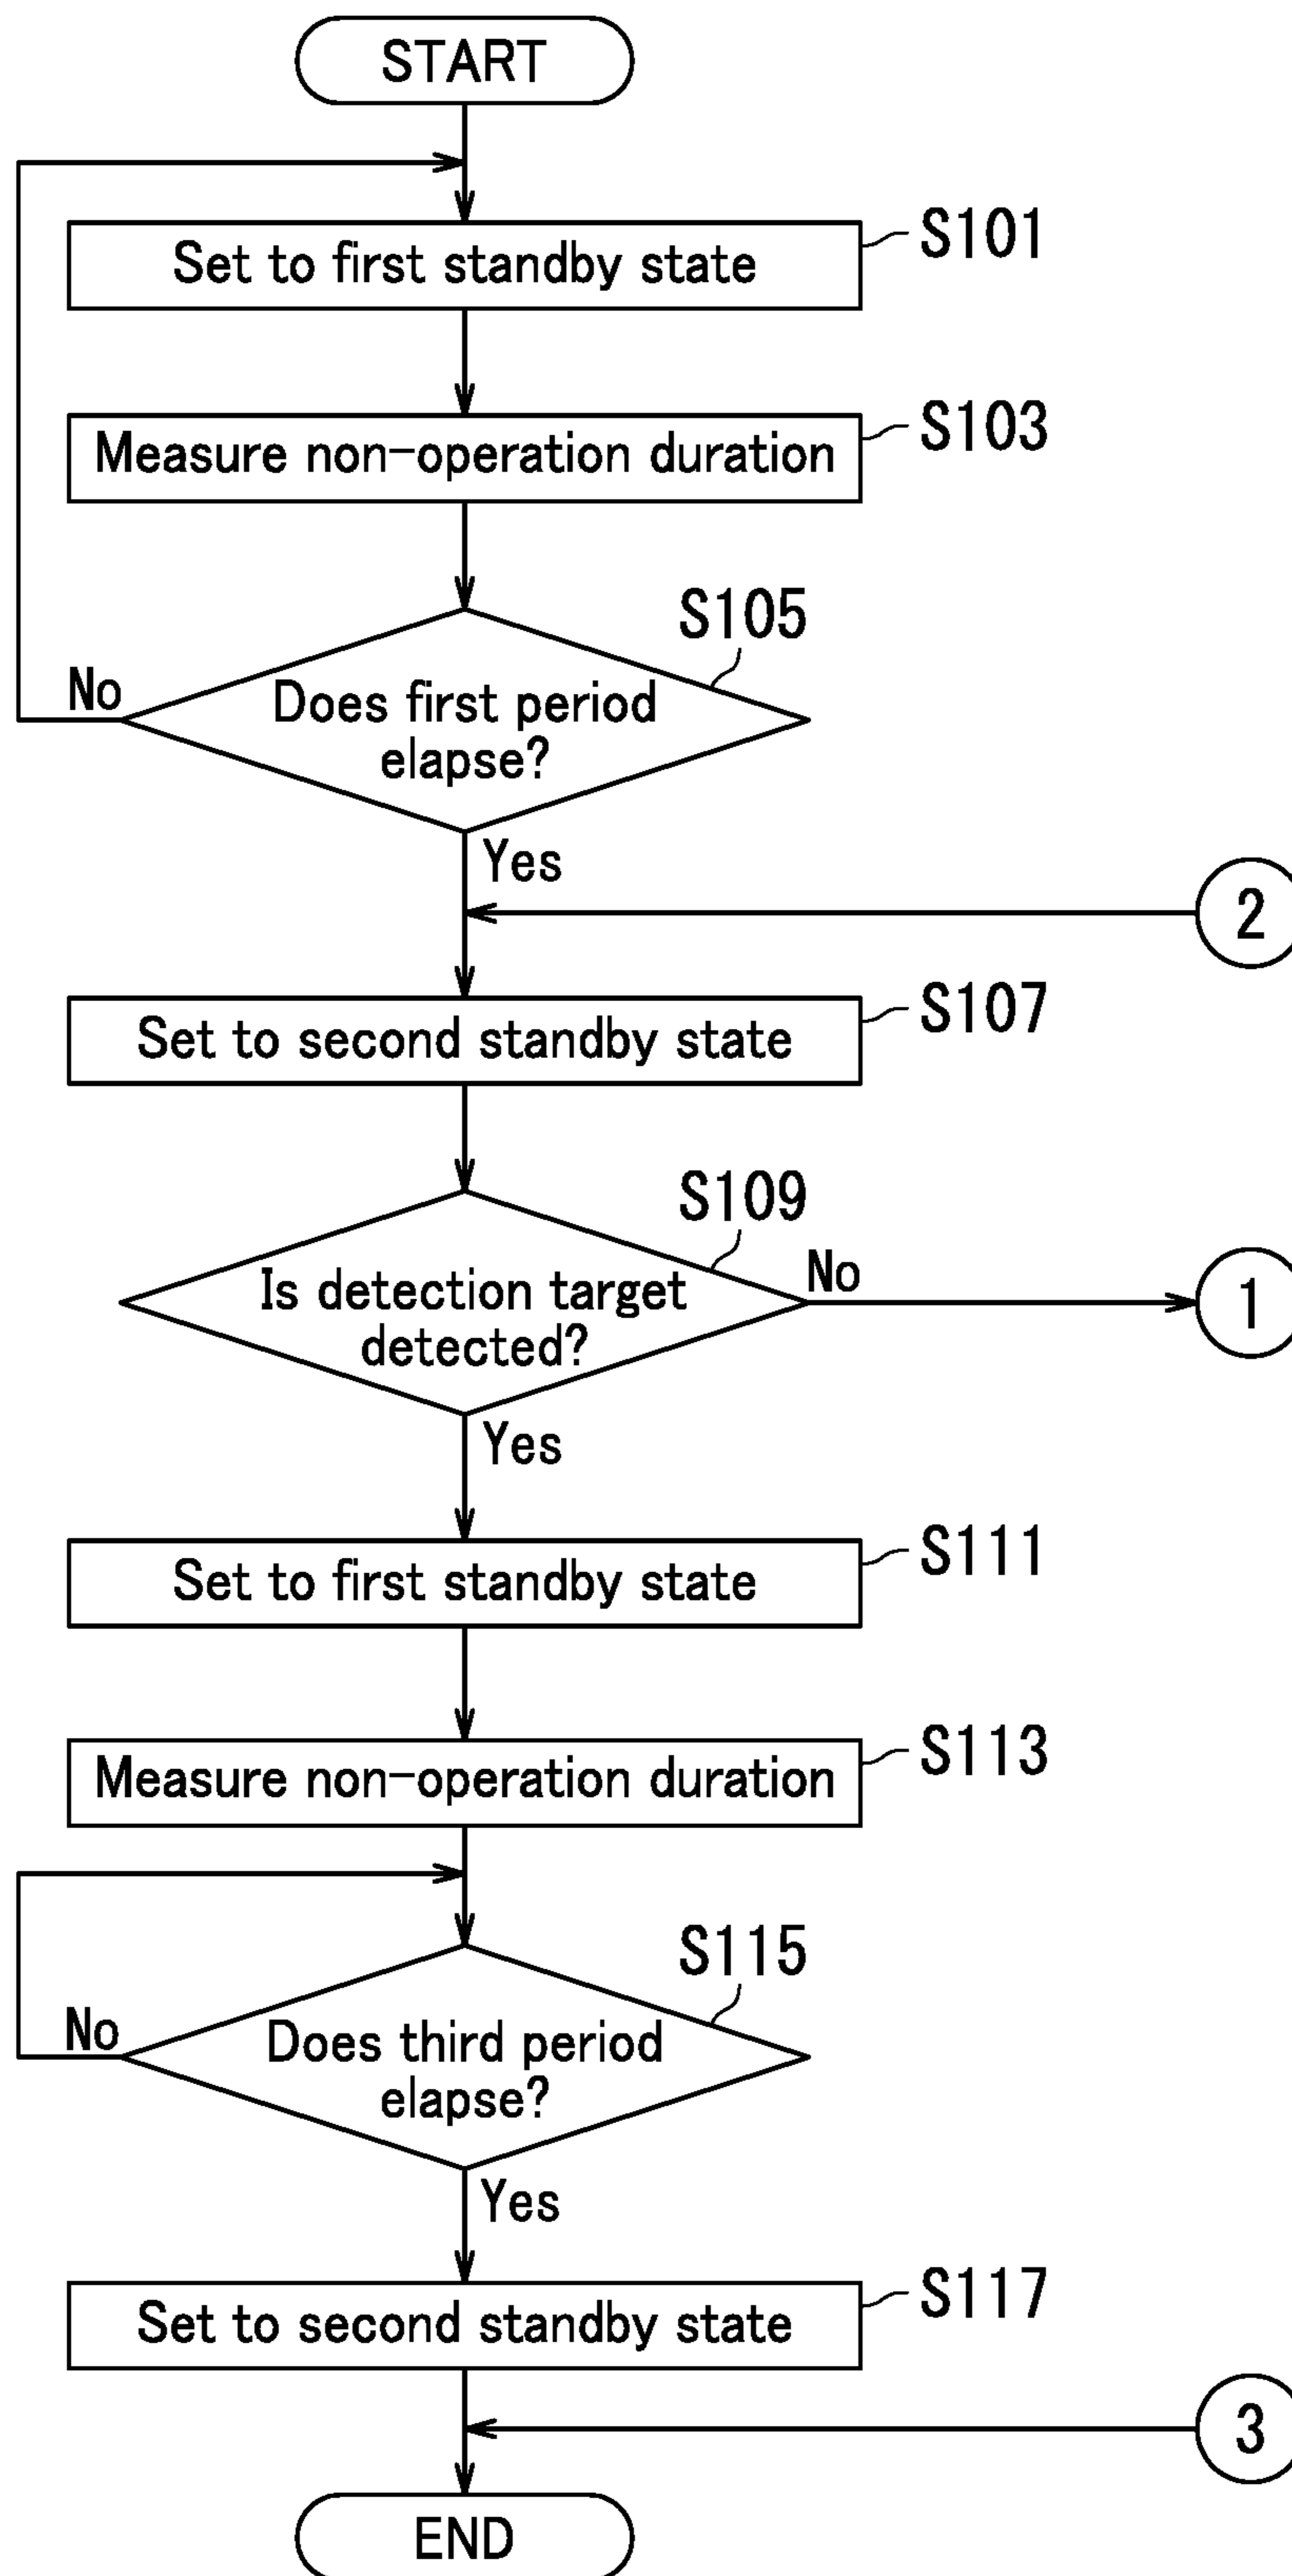 START
Set to first standby state
S101
Measure non-operation duration
S103
S105
No
Does first period
elapse?
Yes
2
Set to second standby state
S107
S109
Is detection target
detected?
No
1
Yes
Set to first standby state
S111
Measure non-operation duration
S113
S115
No
Does third period
elapse?
Yes
Set to second standby state
S117
3
END